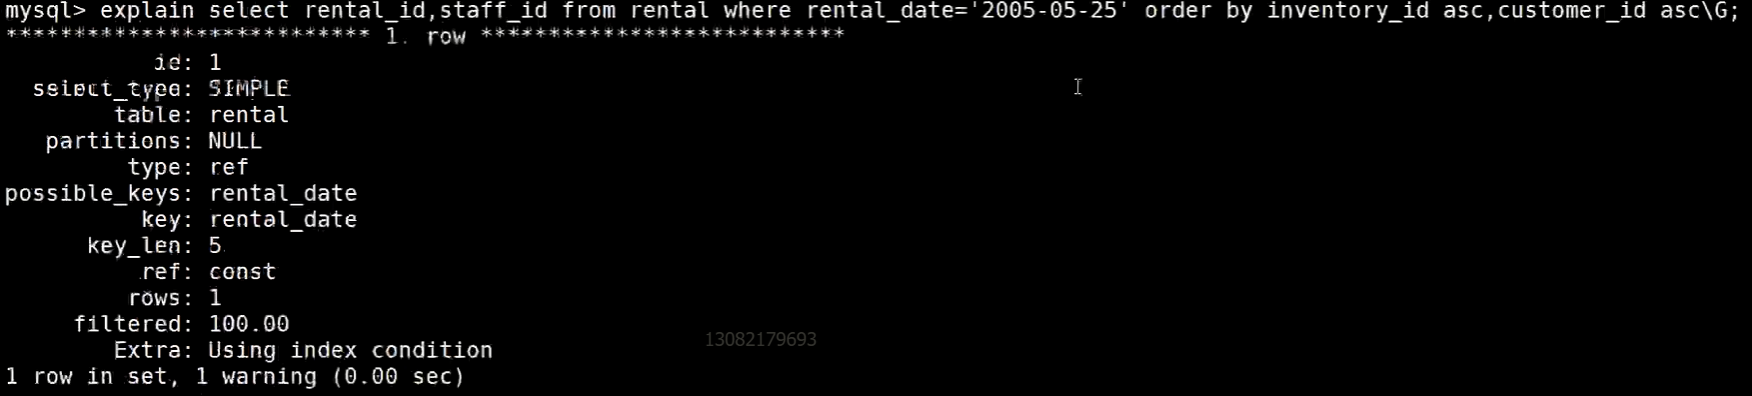 mysql> explain select rental_id,staff_id from rental where rental_date='2005-05-25' order by inventory_id asc,customer_id asc\G;
*************************** 1. row ***************************
id: 1
select_type: SIMPLE
table: rental
partitions: NULL
type: ref
possible_keys: rental_date
key: rental_date
key_len: 5
ref: const
rows: 1
filtered: 100.00
Extra: Using index condition
1 row in set, 1 warning (0.00 sec)
13082179693